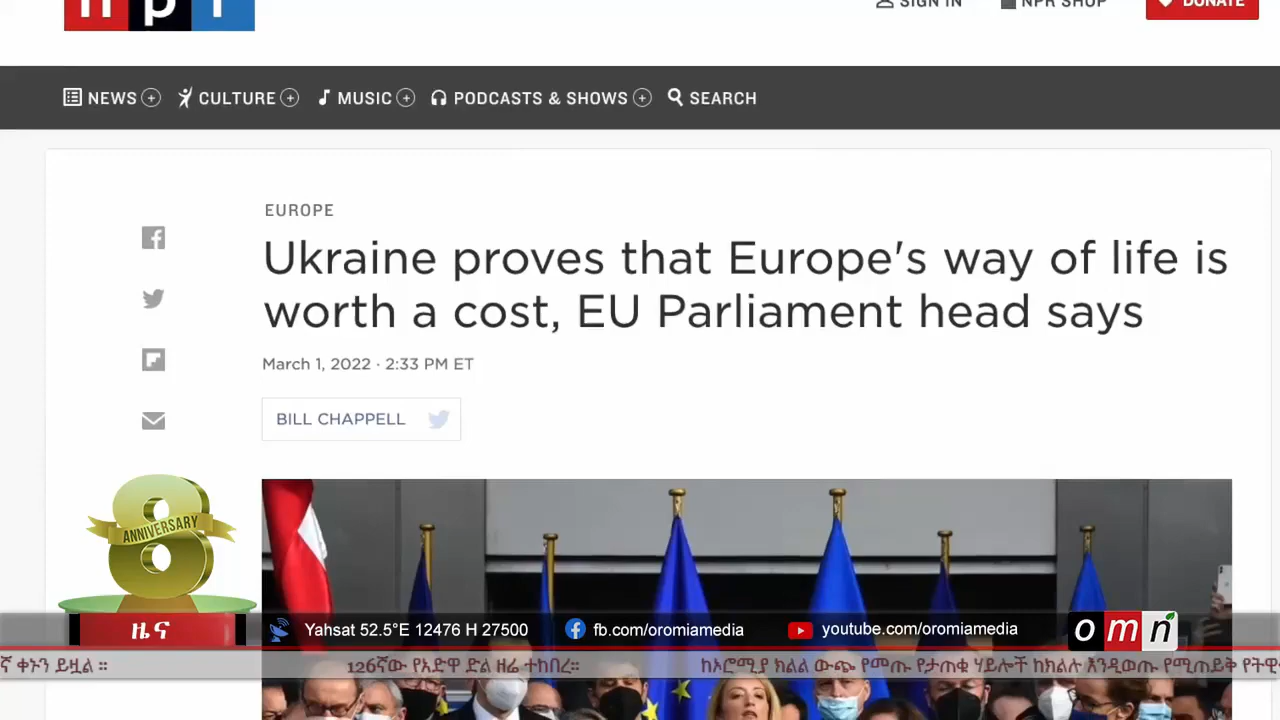 npr
SIGN IN
NPR SHOP
DONATE
NEWS
CULTURE
MUSIC
PODCASTS & SHOWS
SEARCH
EUROPE
Ukraine proves that Europe's way of life is
worth a cost, EU Parliament head says
March 1, 2022 · 2:33 PM ET
BILL CHAPPELL
8
ANNIVERSARY
ዜና
Yahsat 52.5°E 12476 H 27500
fb.com/oromiamedia
youtube.com/oromiamedia
omn
ኛ ቀኑን ይዟል ።
126ኛው የአድዋ ድል ዘሬ ተከበረ።
ከኦሮሚያ ክልል ውጭ የመጡ የታጠቁ ሃይሎች ከክልሉ እንዲወጡ የሚጠይቅ